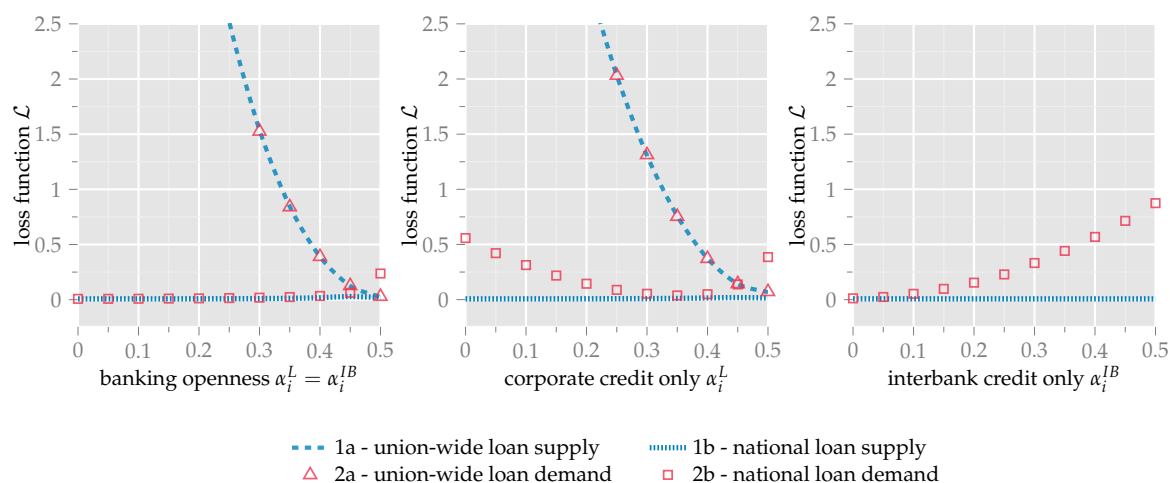 2.5
2
1.5
1
0.5
0
loss function ℒ
0 0.1 0.2 0.3 0.4 0.5
banking openness α_i^L = α_i^{IB}
2.5
2
1.5
1
0.5
0
loss function ℒ
0 0.1 0.2 0.3 0.4 0.5
corporate credit only α_i^L
2.5
2
1.5
1
0.5
0
loss function ℒ
0 0.1 0.2 0.3 0.4 0.5
interbank credit only α_i^{IB}
1a - union-wide loan supply 1b - national loan supply
2a - union-wide loan demand 2b - national loan demand